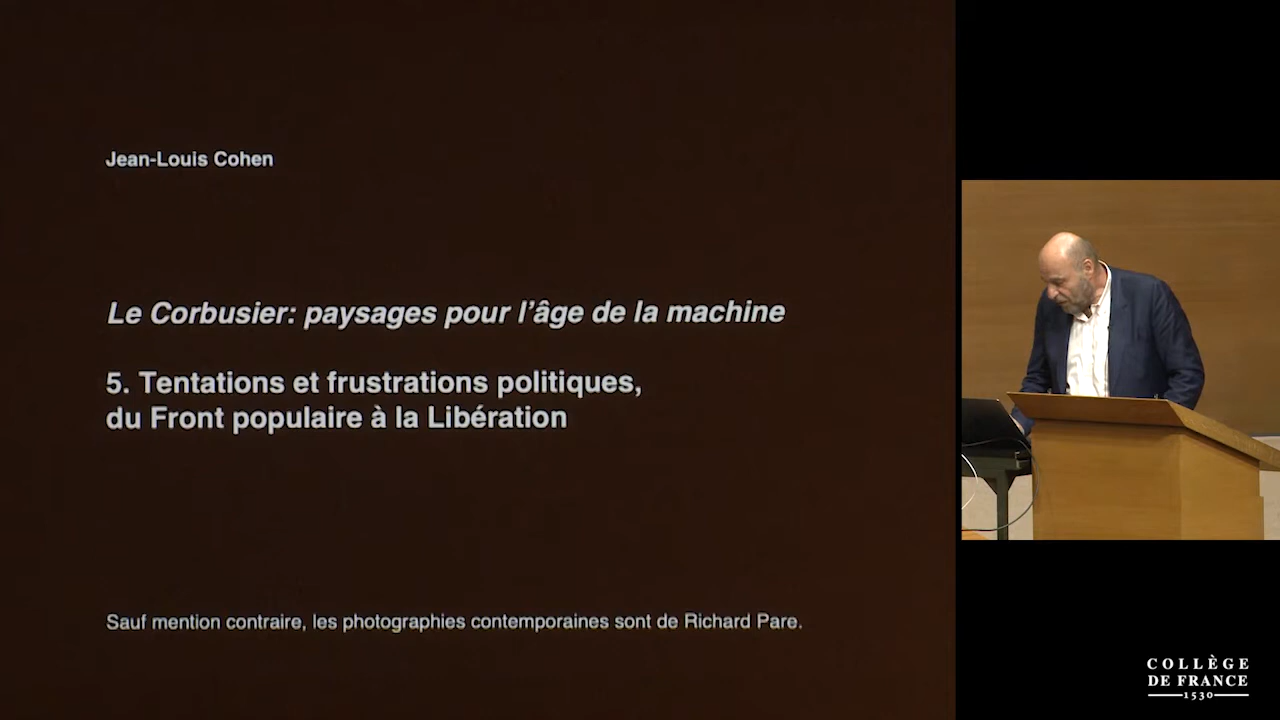 Jean-Louis Cohen
Le Corbusier: paysages pour l’âge de la machine
5. Tentations et frustrations politiques,
du Front populaire à la Libération
Sauf mention contraire, les photographies contemporaines sont de Richard Pare.
COLLÈGE
DE FRANCE
1530